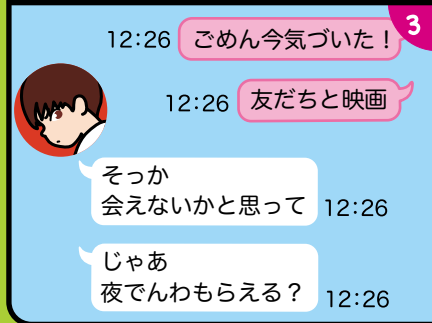 3
12:26 ごめん今気づいた！
12:26 友だちと映画
そっか
会えないかと思って 12:26
じゃあ
夜でんわもらえる？ 12:26